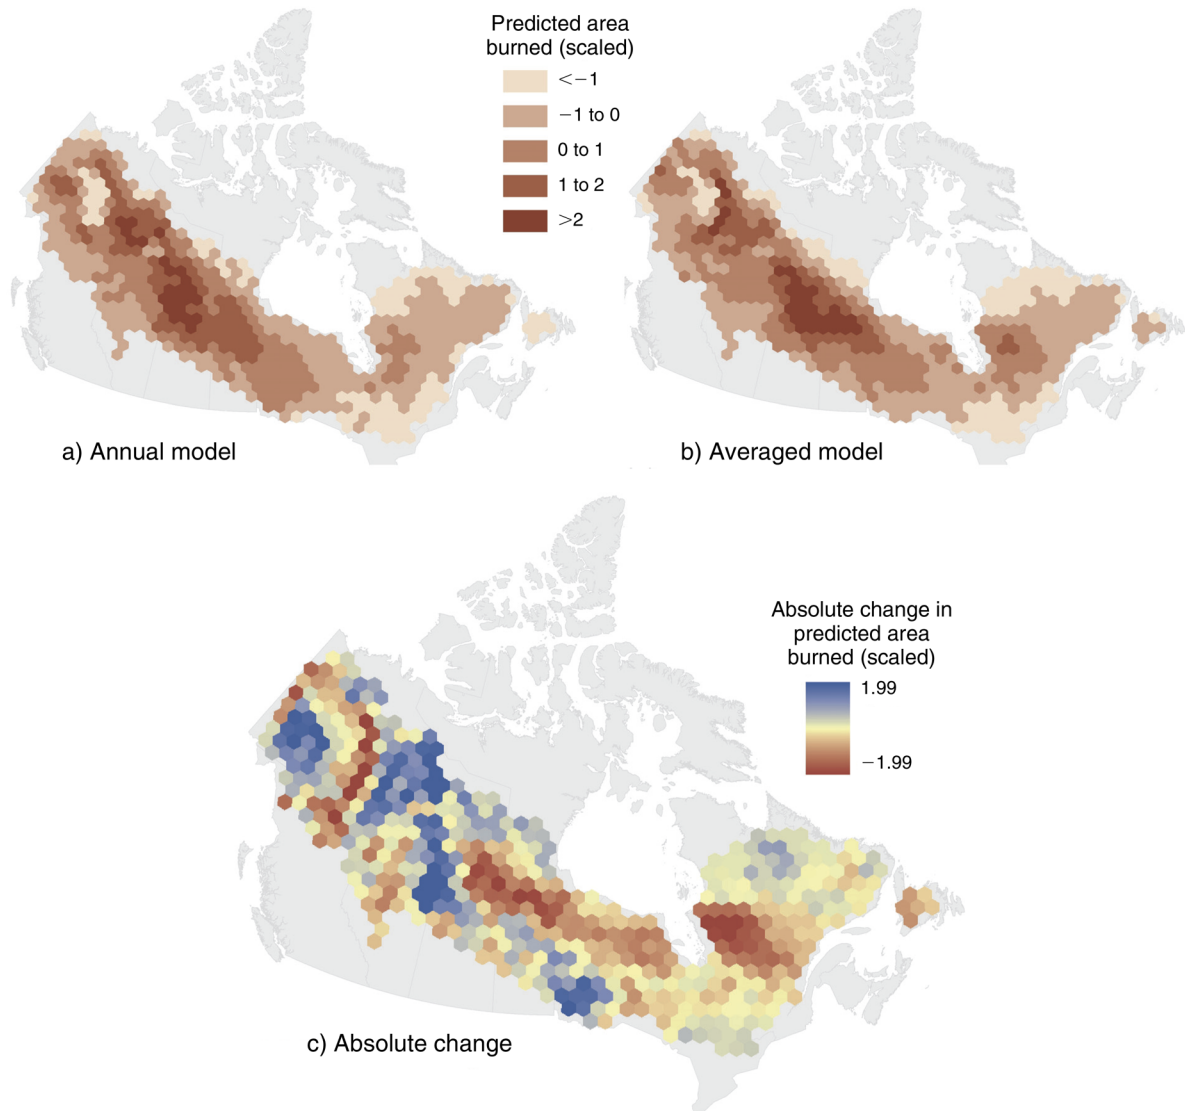 Predicted area
burned (scaled)
<−1
−1 to 0
0 to 1
1 to 2
>2
a) Annual model
b) Averaged model
Absolute change in
predicted area
burned (scaled)
1.99
−1.99
c) Absolute change